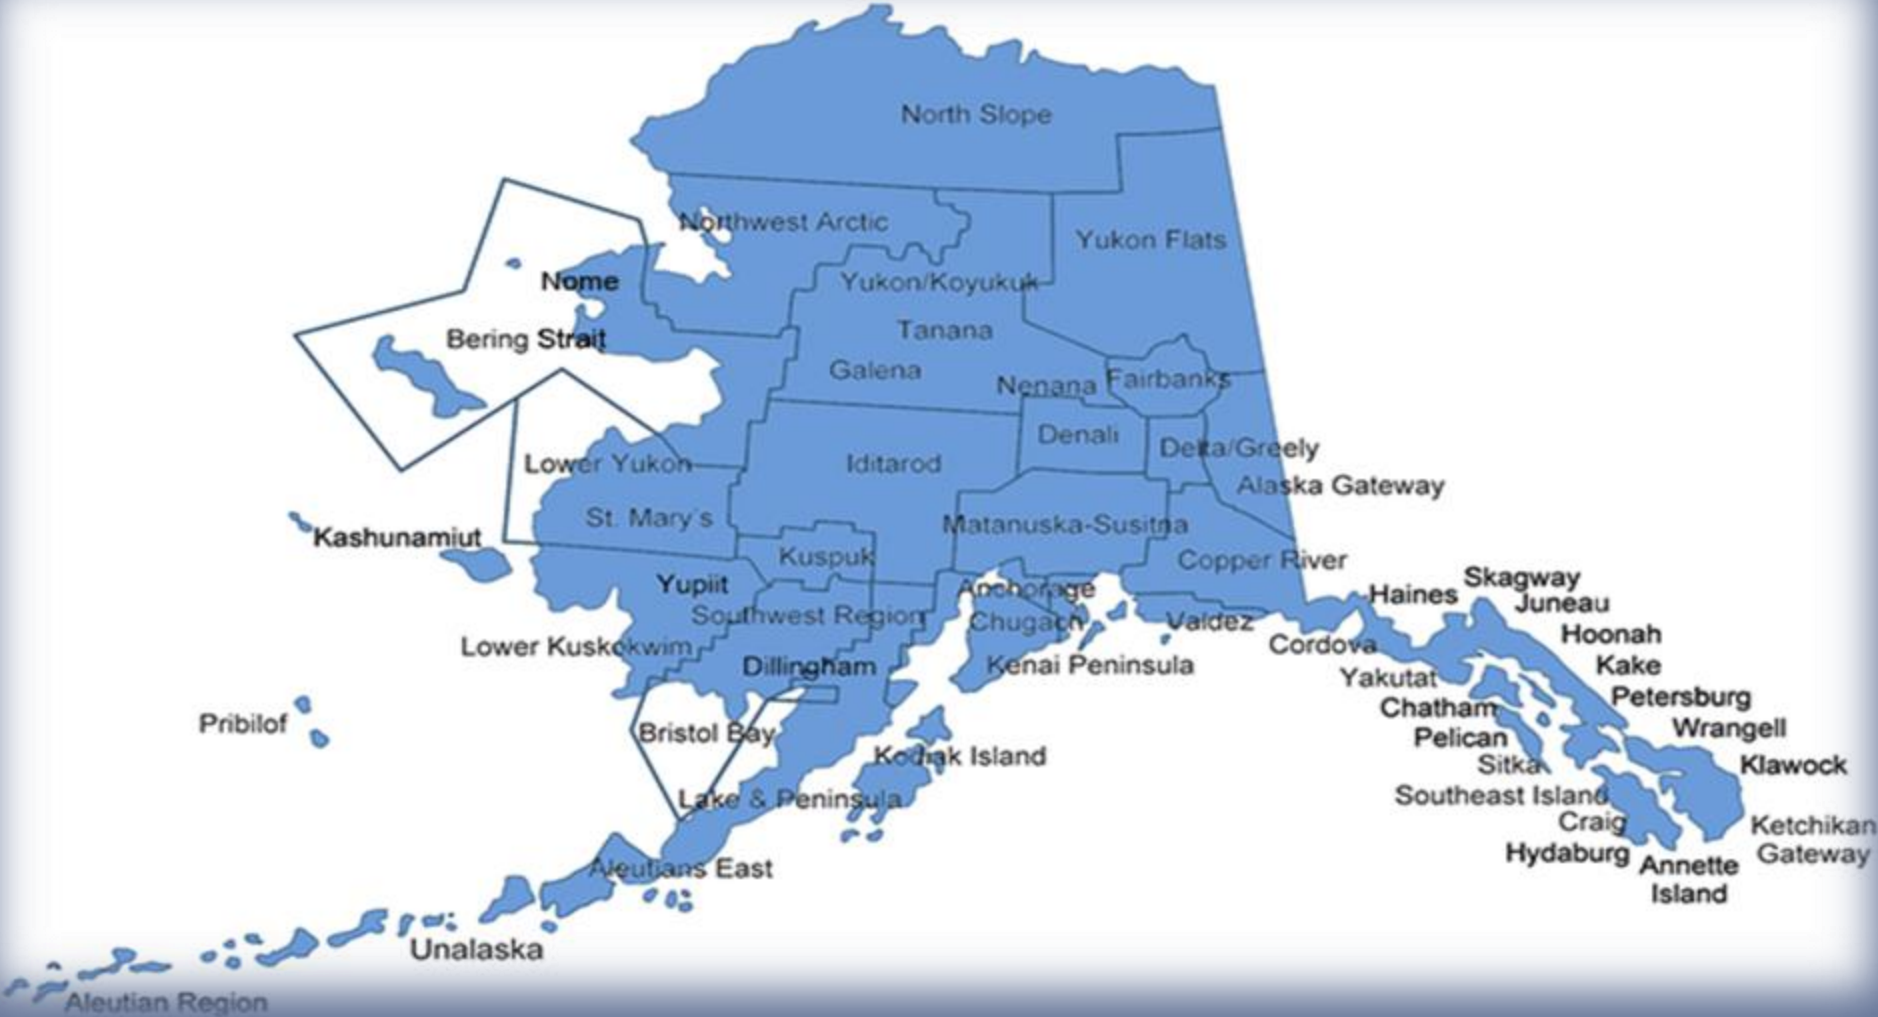 North Slope
Northwest Arctic
Yukon Flats
Nome
Yukon/Koyukuk
Tanana
Bering Strait
Galena
Nenana
Fairbanks
Denali
Delta/Greely
Lower Yukon
Iditarod
Alaska Gateway
St. Mary's
Matanuska-Susitna
Kashunamiut
Kuspuk
Copper River
Yupiit
Anchorage
Haines
Skagway
Juneau
Southwest Region
Chugach
Valdez
Hoonah
Lower Kuskokwim
Cordova
Dillingham
Kenai Peninsula
Kake
Yakutat
Petersburg
Chatham
Pribilof
Bristol Bay
Wrangell
Pelican
Kodiak Island
Sitka
Klawock
Lake & Peninsula
Southeast Island
Craig
Ketchikan
Gateway
Hydaburg
Annette
Island
Aleutians East
Unalaska
Aleutian Region